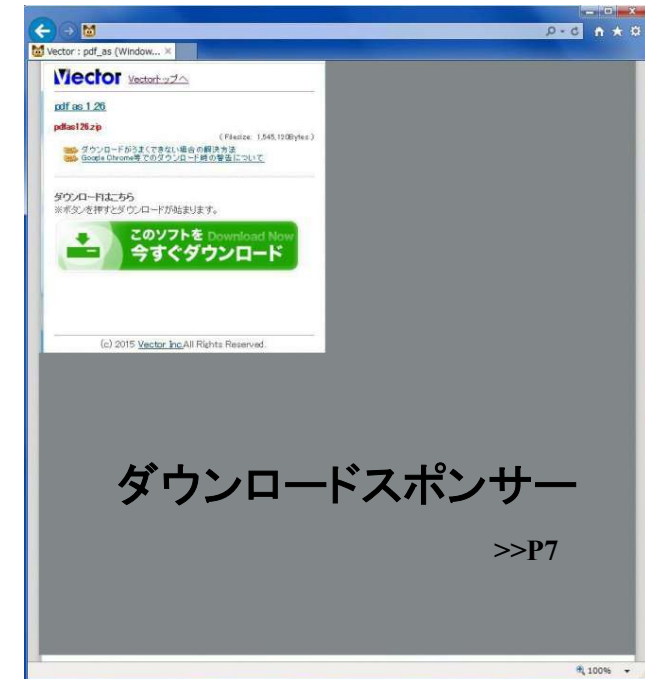 Vector : pdf_as (Window...
Vector Vectorトップへ
pdf as 1.26
pdfas126.zip
(Filesize: 1,545,120Bytes)
ダウンロードがうまくできない場合の解決方法
Google Chrome等でのダウンロード時の警告について
ダウンロードはこちら
※ボタンを押すとダウンロードが始まります。
このソフトを Download Now
今すぐダウンロード
(c) 2015 Vector Inc.All Rights Reserved.
ダウンロードスポンサー
>>P7
100%